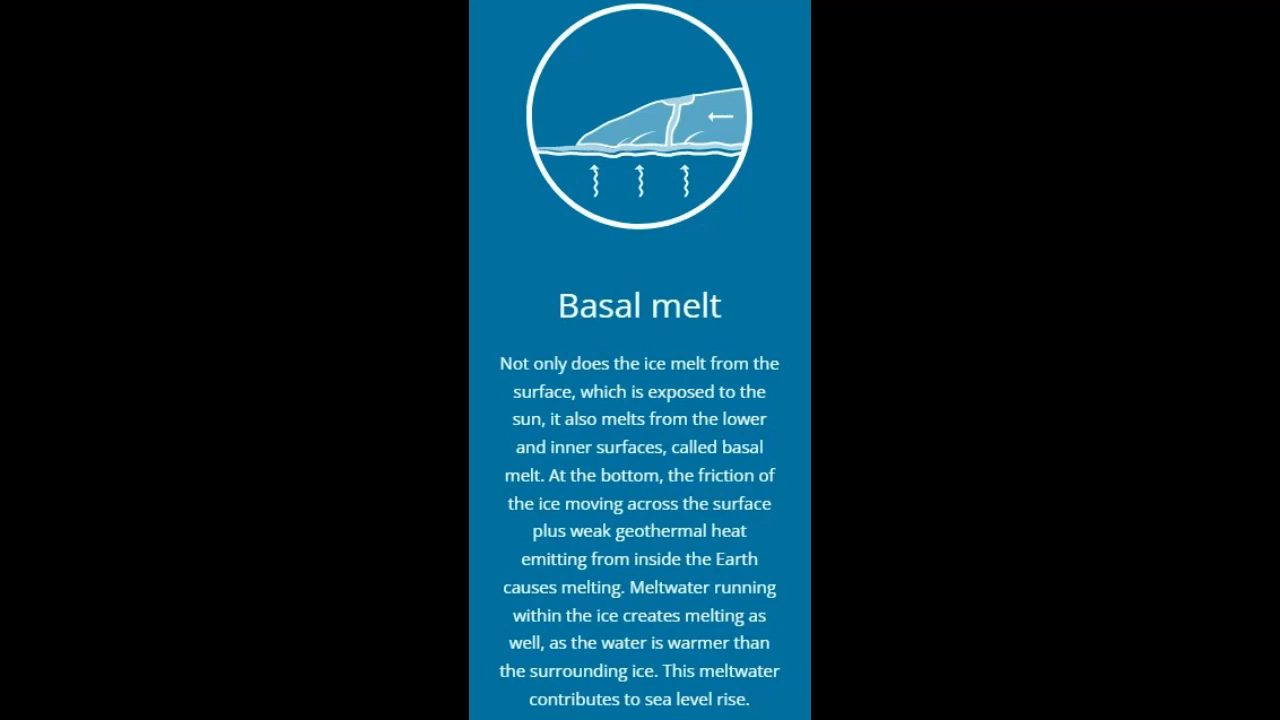 Basal melt
Not only does the ice melt from the
surface, which is exposed to the
sun, it also melts from the lower
and inner surfaces, called basal
melt. At the bottom, the friction of
the ice moving across the surface
plus weak geothermal heat
emitting from inside the Earth
causes melting. Meltwater running
within the ice creates melting as
well, as the water is warmer than
the surrounding ice. This meltwater
contributes to sea level rise.